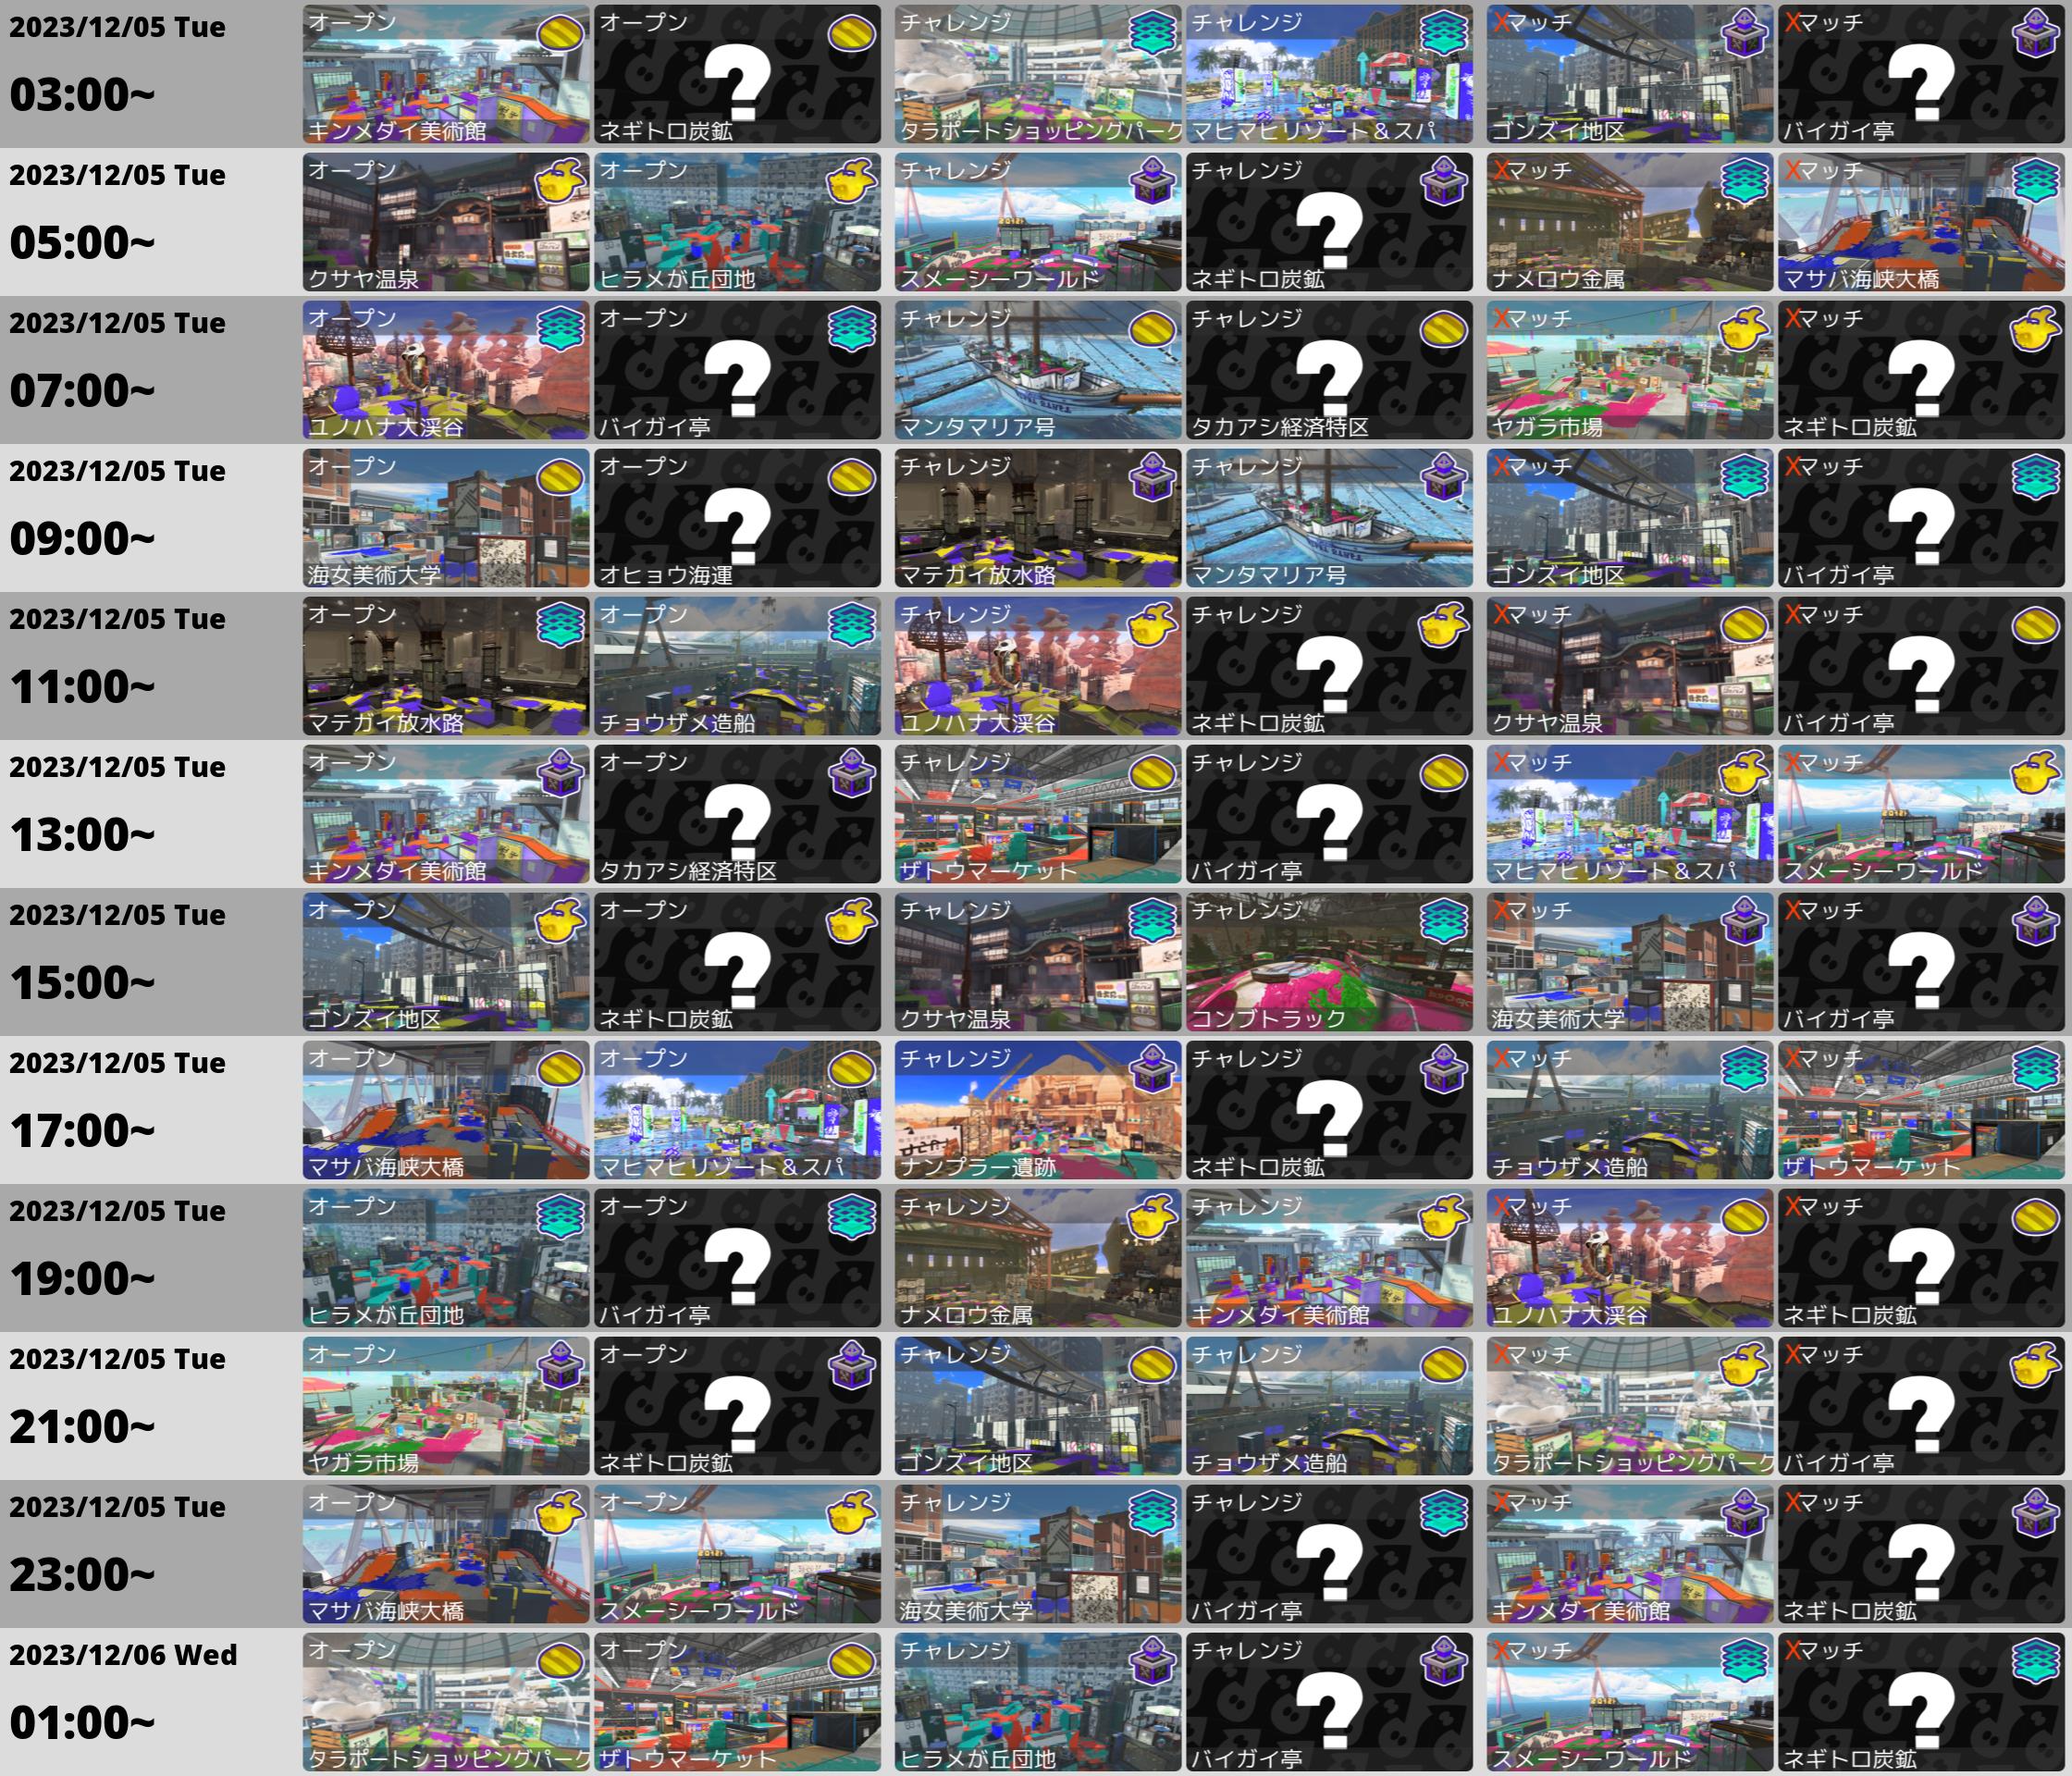 2023/12/05 Tue
03:00~
オープン
キンメダイ美術館
オープン
ネギトロ炭鉱
チャレンジ
タラポートショッピングパーク
チャレンジ
マヒマヒリゾート＆スパ
Xマッチ
ゴンズイ地区
Xマッチ
バイガイ亭
2023/12/05 Tue
05:00~
オープン
クサヤ温泉
オープン
ヒラメが丘団地
チャレンジ
スメーシーワールド
チャレンジ
ネギトロ炭鉱
Xマッチ
ナメロウ金属
Xマッチ
マサバ海峡大橋
2023/12/05 Tue
07:00~
オープン
ユノハナ大渓谷
オープン
バイガイ亭
チャレンジ
マンタマリア号
チャレンジ
タカアシ経済特区
Xマッチ
ヤガラ市場
Xマッチ
ネギトロ炭鉱
2023/12/05 Tue
09:00~
オープン
海女美術大学
オープン
オヒョウ海運
チャレンジ
マテガイ放水路
チャレンジ
マンタマリア号
Xマッチ
ゴンズイ地区
Xマッチ
バイガイ亭
2023/12/05 Tue
11:00~
オープン
マテガイ放水路
オープン
チョウザメ造船
チャレンジ
ユノハナ大渓谷
チャレンジ
ネギトロ炭鉱
Xマッチ
クサヤ温泉
Xマッチ
バイガイ亭
2023/12/05 Tue
13:00~
オープン
キンメダイ美術館
オープン
タカアシ経済特区
チャレンジ
ザトウマーケット
チャレンジ
バイガイ亭
Xマッチ
マヒマヒリゾート＆スパ
Xマッチ
スメーシーワールド
2023/12/05 Tue
15:00~
オープン
ゴンズイ地区
オープン
ネギトロ炭鉱
チャレンジ
クサヤ温泉
チャレンジ
コンブトラック
Xマッチ
海女美術大学
Xマッチ
バイガイ亭
2023/12/05 Tue
17:00~
オープン
マサバ海峡大橋
オープン
マヒマヒリゾート＆スパ
チャレンジ
ナンプラー遺跡
チャレンジ
ネギトロ炭鉱
Xマッチ
チョウザメ造船
Xマッチ
ザトウマーケット
2023/12/05 Tue
19:00~
オープン
ヒラメが丘団地
オープン
バイガイ亭
チャレンジ
ナメロウ金属
チャレンジ
キンメダイ美術館
Xマッチ
ユノハナ大渓谷
Xマッチ
ネギトロ炭鉱
2023/12/05 Tue
21:00~
オープン
ヤガラ市場
オープン
ネギトロ炭鉱
チャレンジ
ゴンズイ地区
チャレンジ
チョウザメ造船
Xマッチ
タラポートショッピングパーク
Xマッチ
バイガイ亭
2023/12/05 Tue
23:00~
オープン
マサバ海峡大橋
オープン
スメーシーワールド
チャレンジ
海女美術大学
チャレンジ
バイガイ亭
Xマッチ
キンメダイ美術館
Xマッチ
ネギトロ炭鉱
2023/12/06 Wed
01:00~
オープン
タラポートショッピングパーク
オープン
ザトウマーケット
チャレンジ
ヒラメが丘団地
チャレンジ
バイガイ亭
Xマッチ
スメーシーワールド
Xマッチ
ネギトロ炭鉱